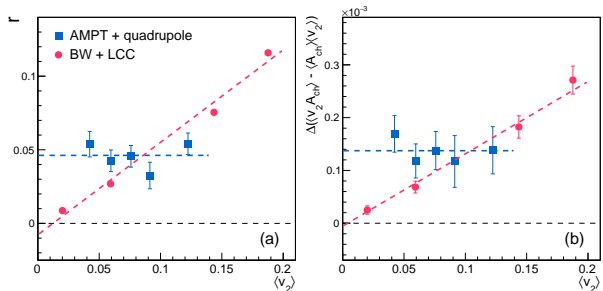 r
AMPT + quadrupole
BW + LCC
0.1
0.05
0
(a)
0 0.05 0.1 0.15 0.2
⟨v₂⟩
Δ(⟨v₂A_ch⟩ - ⟨A_ch⟩⟨v₂⟩)
×10⁻³
0.4
0.3
0.2
0.1
0
(b)
0 0.05 0.1 0.15 0.2
⟨v₂⟩